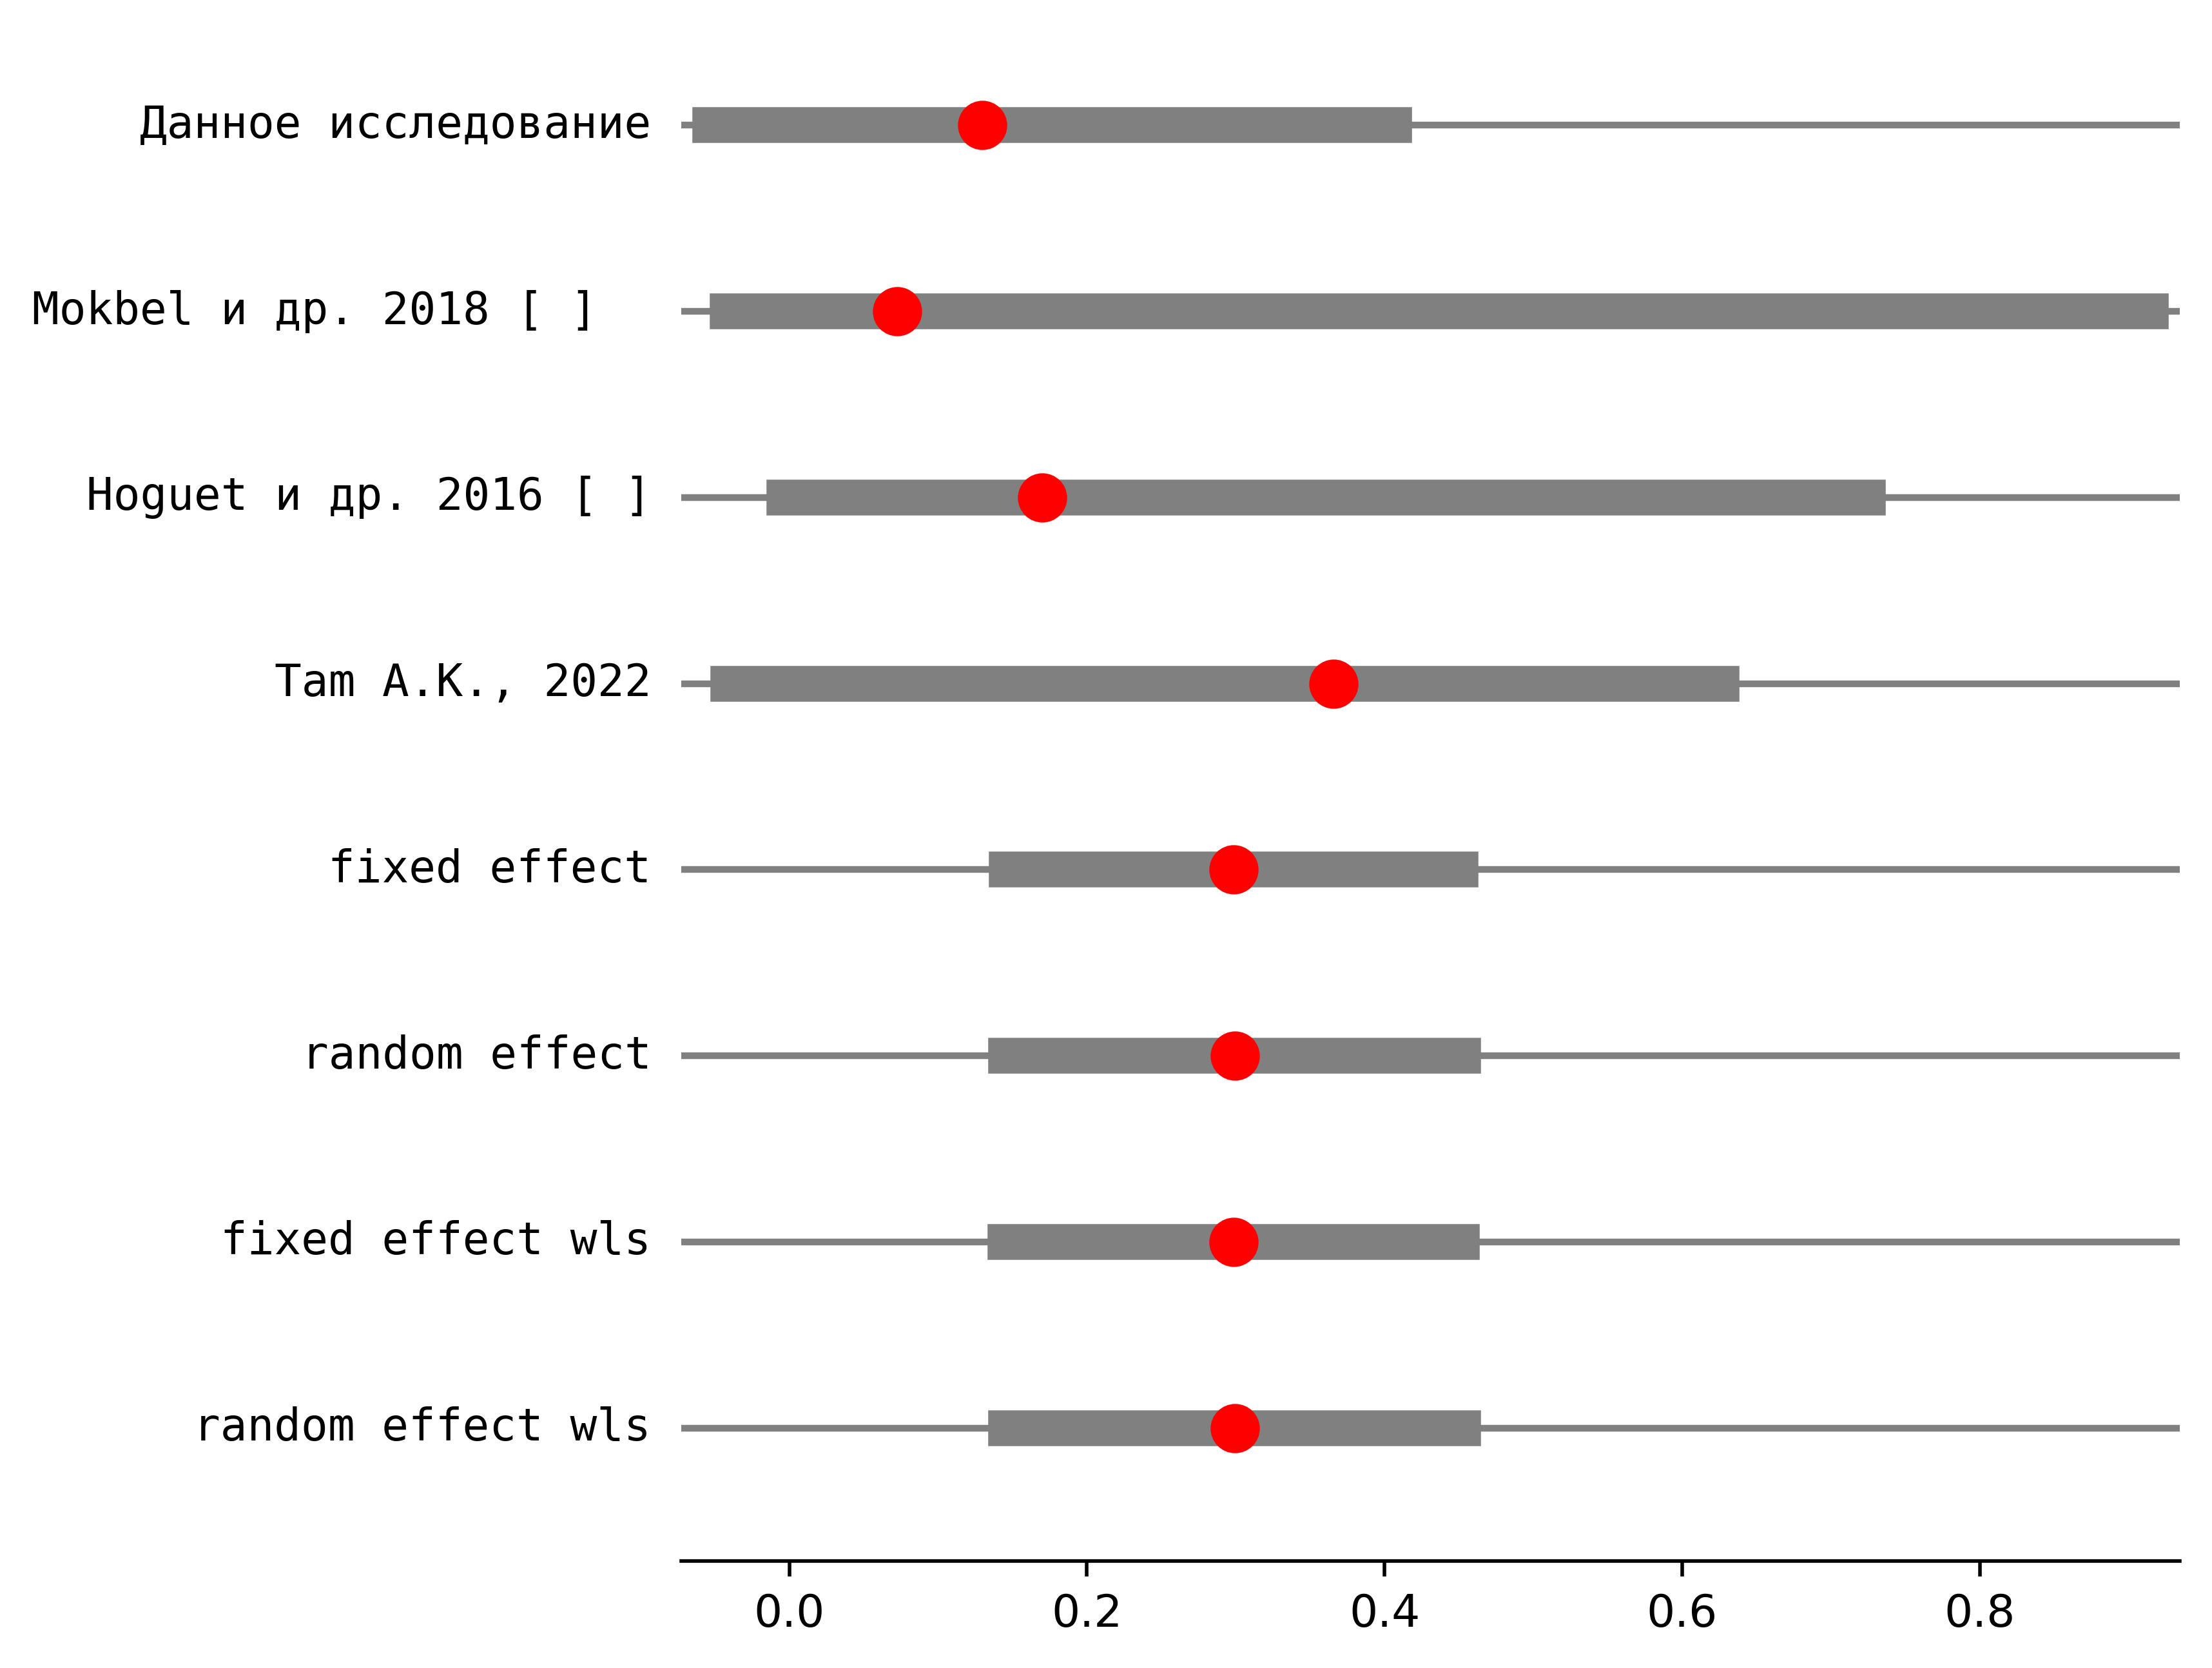 Данное исследование
Mokbel и др. 2018 [ ]
Hoguet и др. 2016 [ ]
Tam A.K., 2022
fixed effect
random effect
fixed effect wls
random effect wls
0.0 0.2 0.4 0.6 0.8